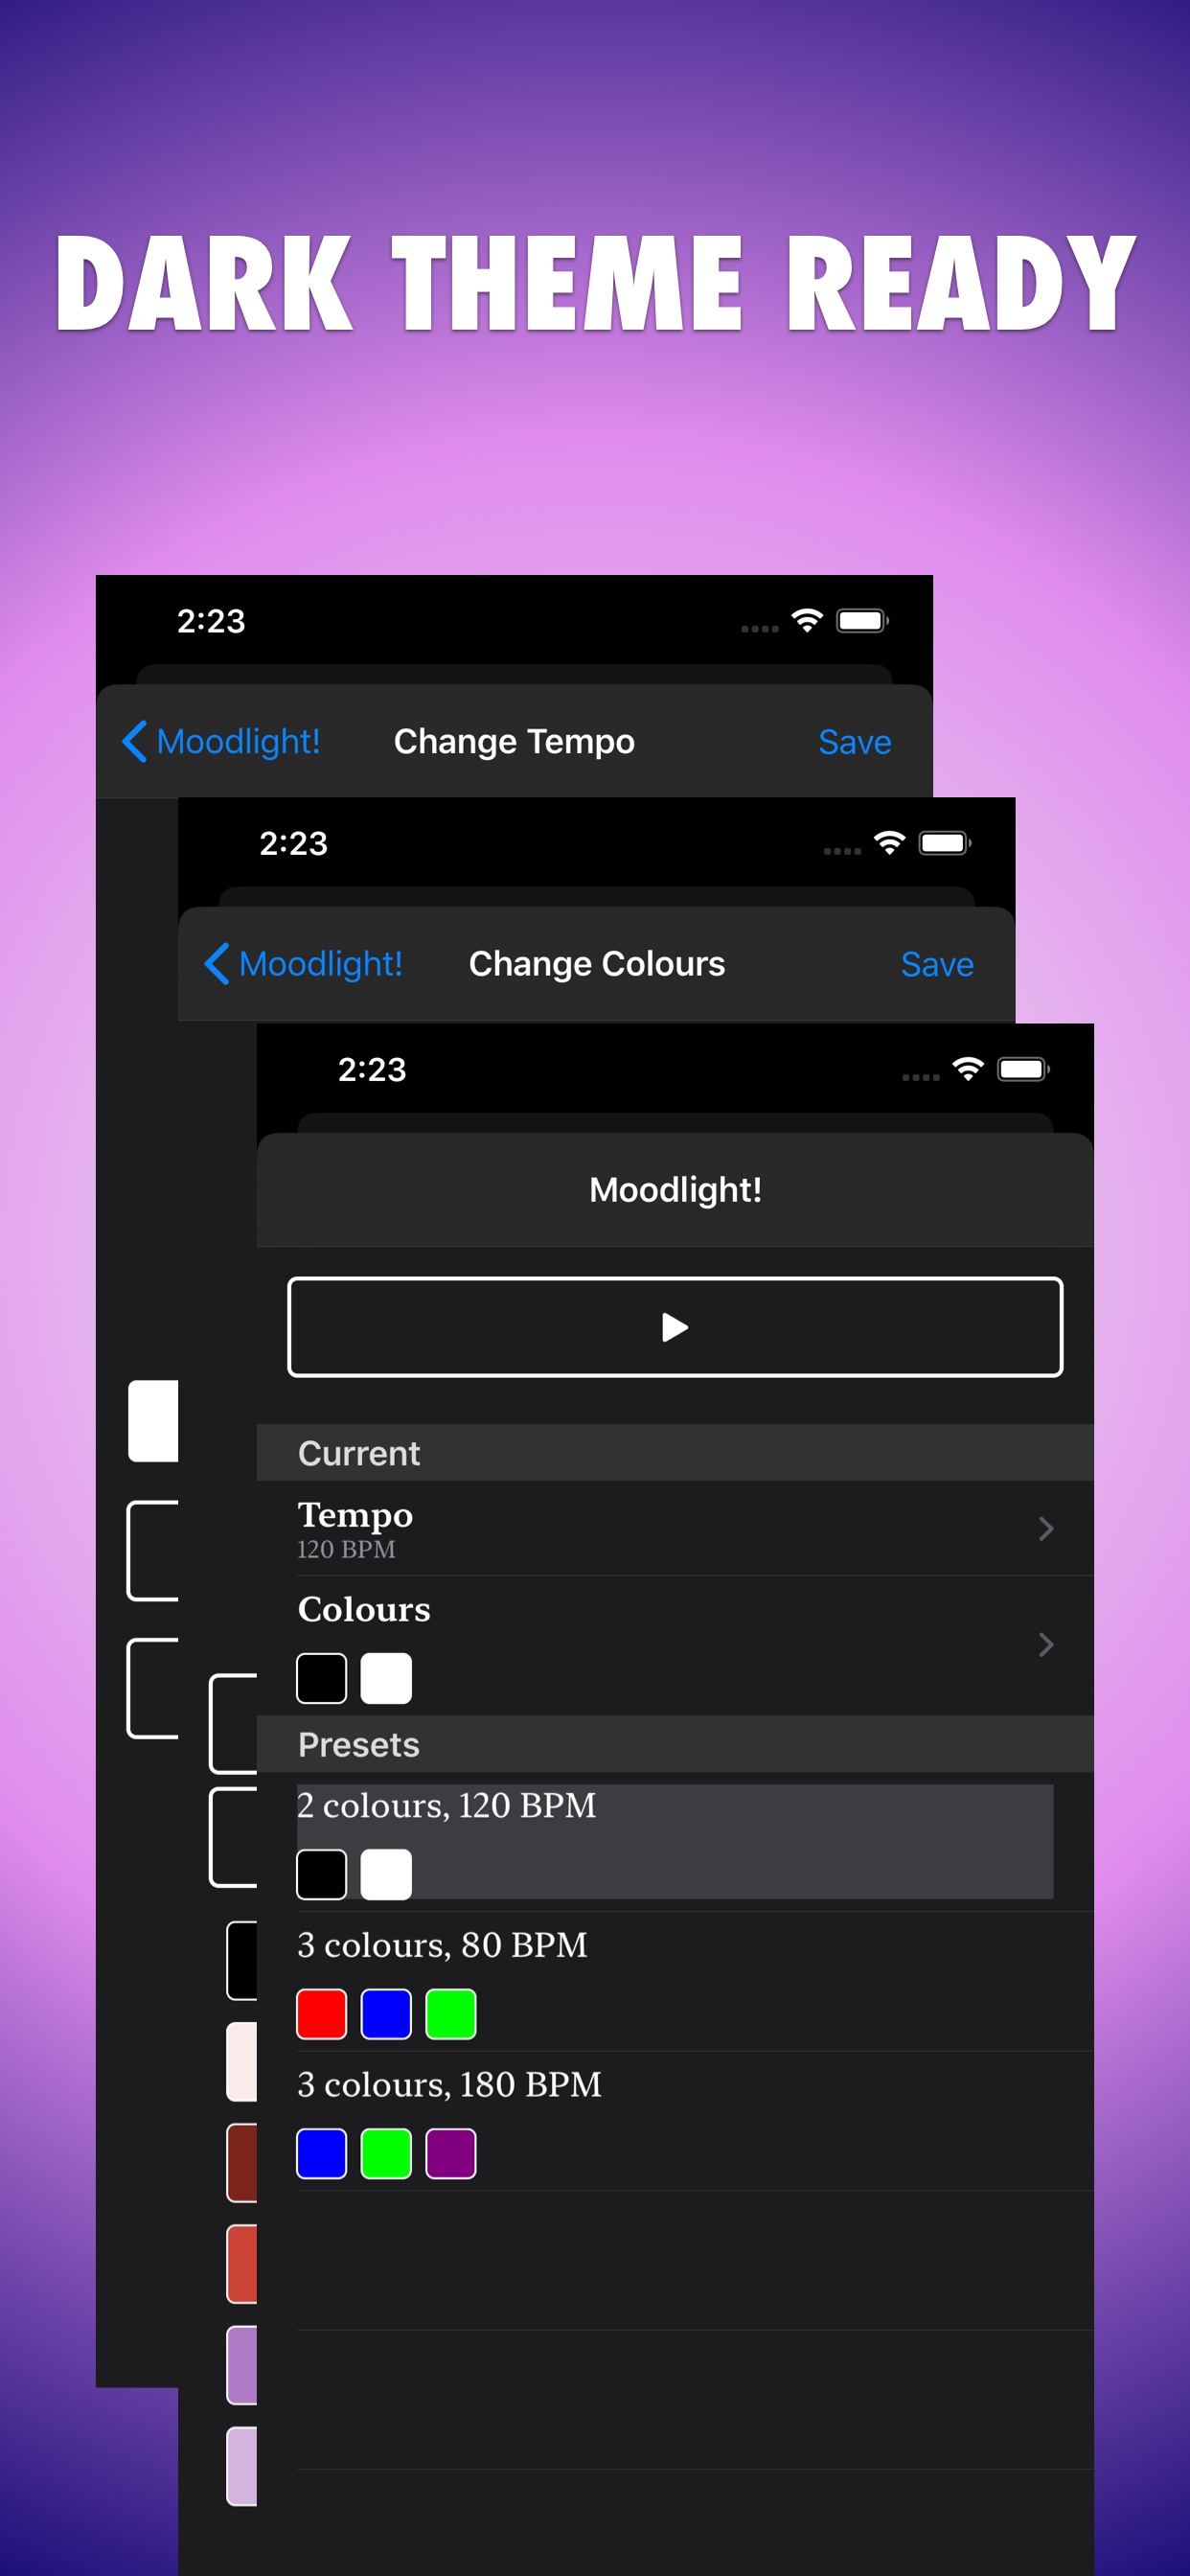 DARK THEME READY
2:23
Moodlight! Change Tempo Save
2:23
Moodlight! Change Colours Save
2:23
Moodlight!
Current
Tempo
120 BPM
Colours
Presets
2 colours, 120 BPM
3 colours, 80 BPM
3 colours, 180 BPM